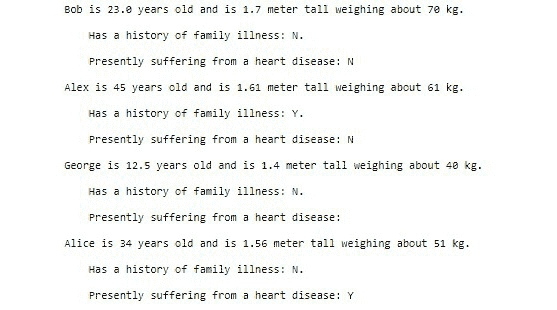 Bob is 23.0 years old and is 1.7 meter tall weighing about 70 kg.
Has a history of family illness: N.
Presently suffering from a heart disease: N
Alex is 45 years old and is 1.61 meter tall weighing about 61 kg.
Has a history of family illness: Y.
Presently suffering from a heart disease: N
George is 12.5 years old and is 1.4 meter tall weighing about 40 kg.
Has a history of family illness: N.
Presently suffering from a heart disease:
Alice is 34 years old and is 1.56 meter tall weighing about 51 kg.
Has a history of family illness: N.
Presently suffering from a heart disease: Y